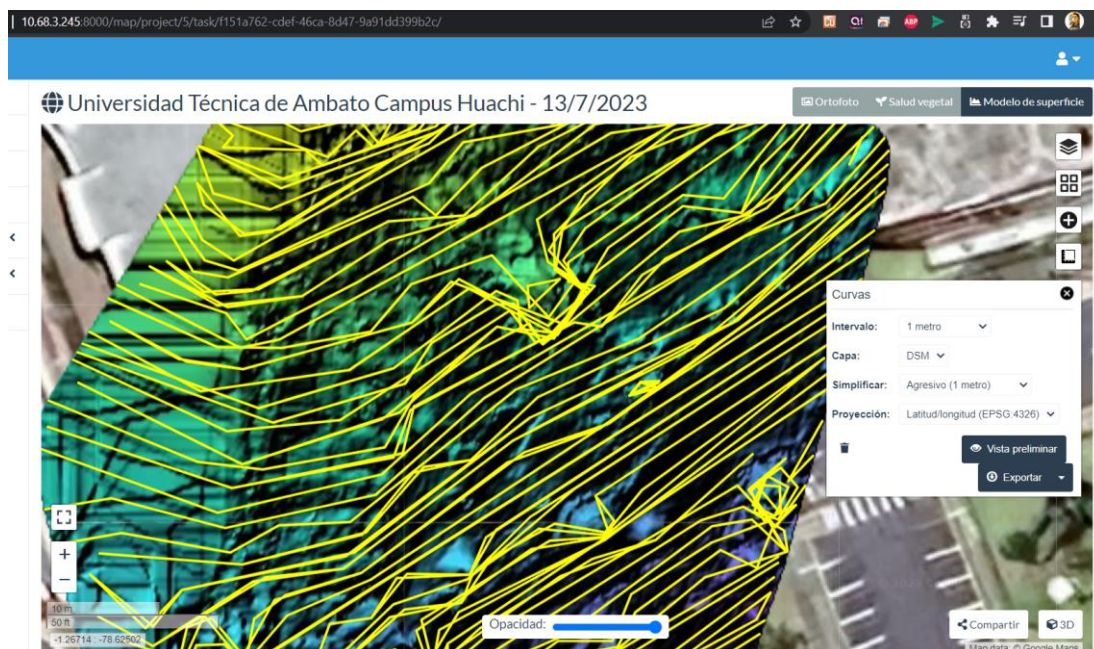 10.68.3.245:8000/map/project/5/task/f151a762-cdef-46ca-8d47-9a91dd399b2c/
ABP
Universidad Técnica de Ambato Campus Huachi - 13/7/2023
Ortofoto Salud vegetal Modelo de superficie
Curvas
Intervalo: 1 metro
Capa: DSM
Simplificar: Agresivo (1 metro)
Proyección: Latitud/longitud (EPSG:4326)
Vista preliminar
Exportar
+
−
10 m
50 ft
-1.26714 : -78.62502
Opacidad:
Compartir 3D
Map data: © Google Maps